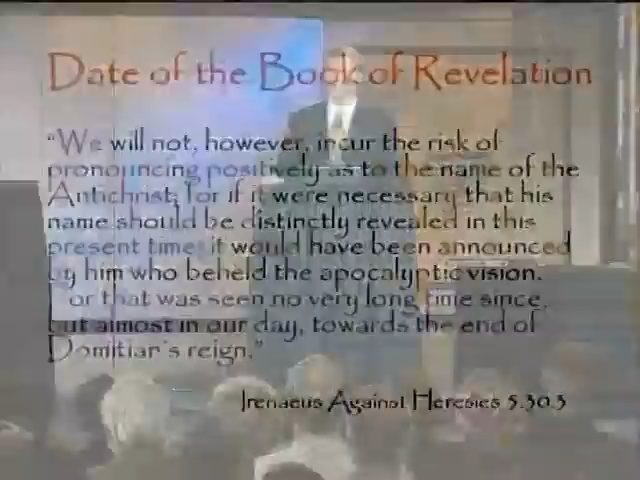 Date of the Book of Revelation
"We will not, however, incur the risk of
pronouncing positively as to the name of the
Antichrist; for if it were necessary that his
name should be distinctly revealed in this
present time, it would have been announced
by him who beheld the apocalyptic vision.
or that was seen no very long time since,
but almost in our day, towards the end of
Domitian's reign."
Irenaeus Against Heresies 5.30.3